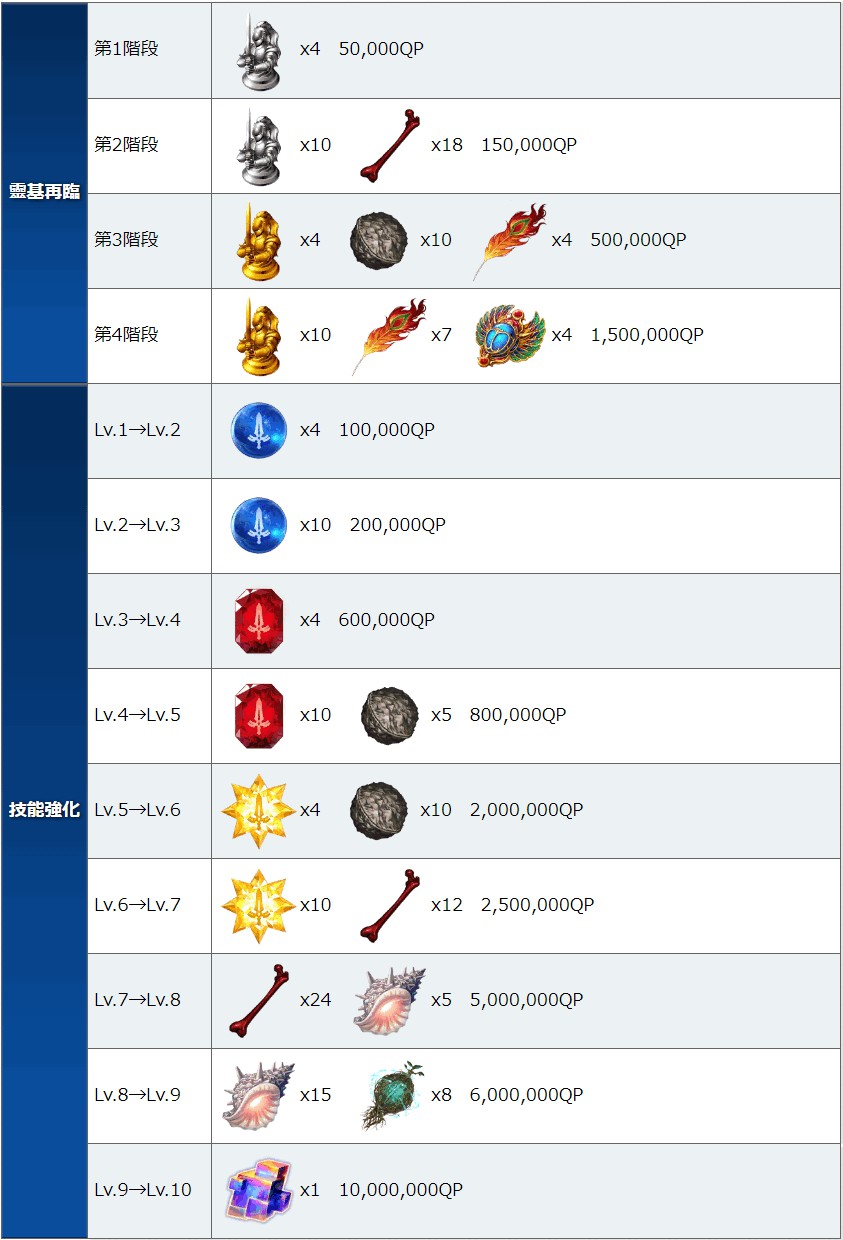 靈基再臨
第1階段 x4 50,000QP
第2階段 x10 x18 150,000QP
第3階段 x4 x10 x4 500,000QP
第4階段 x10 x7 x4 1,500,000QP
技能強化
Lv.1→Lv.2 x4 100,000QP
Lv.2→Lv.3 x10 200,000QP
Lv.3→Lv.4 x4 600,000QP
Lv.4→Lv.5 x10 x5 800,000QP
Lv.5→Lv.6 x4 x10 2,000,000QP
Lv.6→Lv.7 x10 x12 2,500,000QP
Lv.7→Lv.8 x24 x5 5,000,000QP
Lv.8→Lv.9 x15 x8 6,000,000QP
Lv.9→Lv.10 x1 10,000,000QP